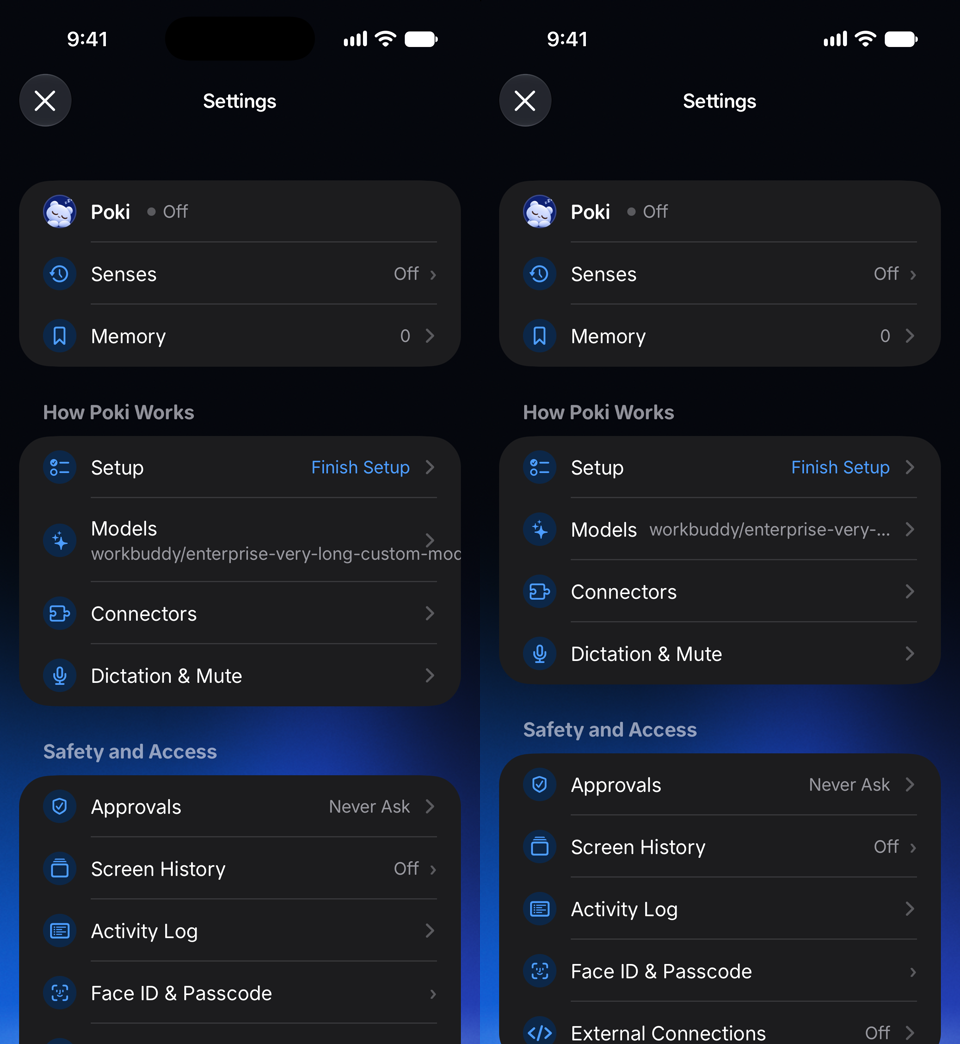 9:41
Settings
Poki Off
Senses Off
Memory 0
How Poki Works
Setup Finish Setup
Models
workbuddy/enterprise-very-long-custom-mod
Connectors
Dictation & Mute
Safety and Access
Approvals Never Ask
Screen History Off
Activity Log
Face ID & Passcode
9:41
Settings
Poki Off
Senses Off
Memory 0
How Poki Works
Setup Finish Setup
Models workbuddy/enterprise-very-...
Connectors
Dictation & Mute
Safety and Access
Approvals Never Ask
Screen History Off
Activity Log
Face ID & Passcode
External Connections Off